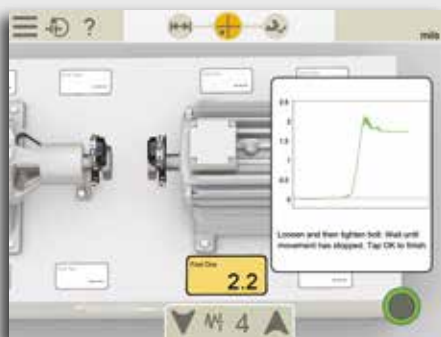 ?
mils
2.5
2
1.5
1
0.5
0
Loosen and then tighten bolt. Wait until
movement has stopped. Tap OK to finish
Foot One
2.2
4